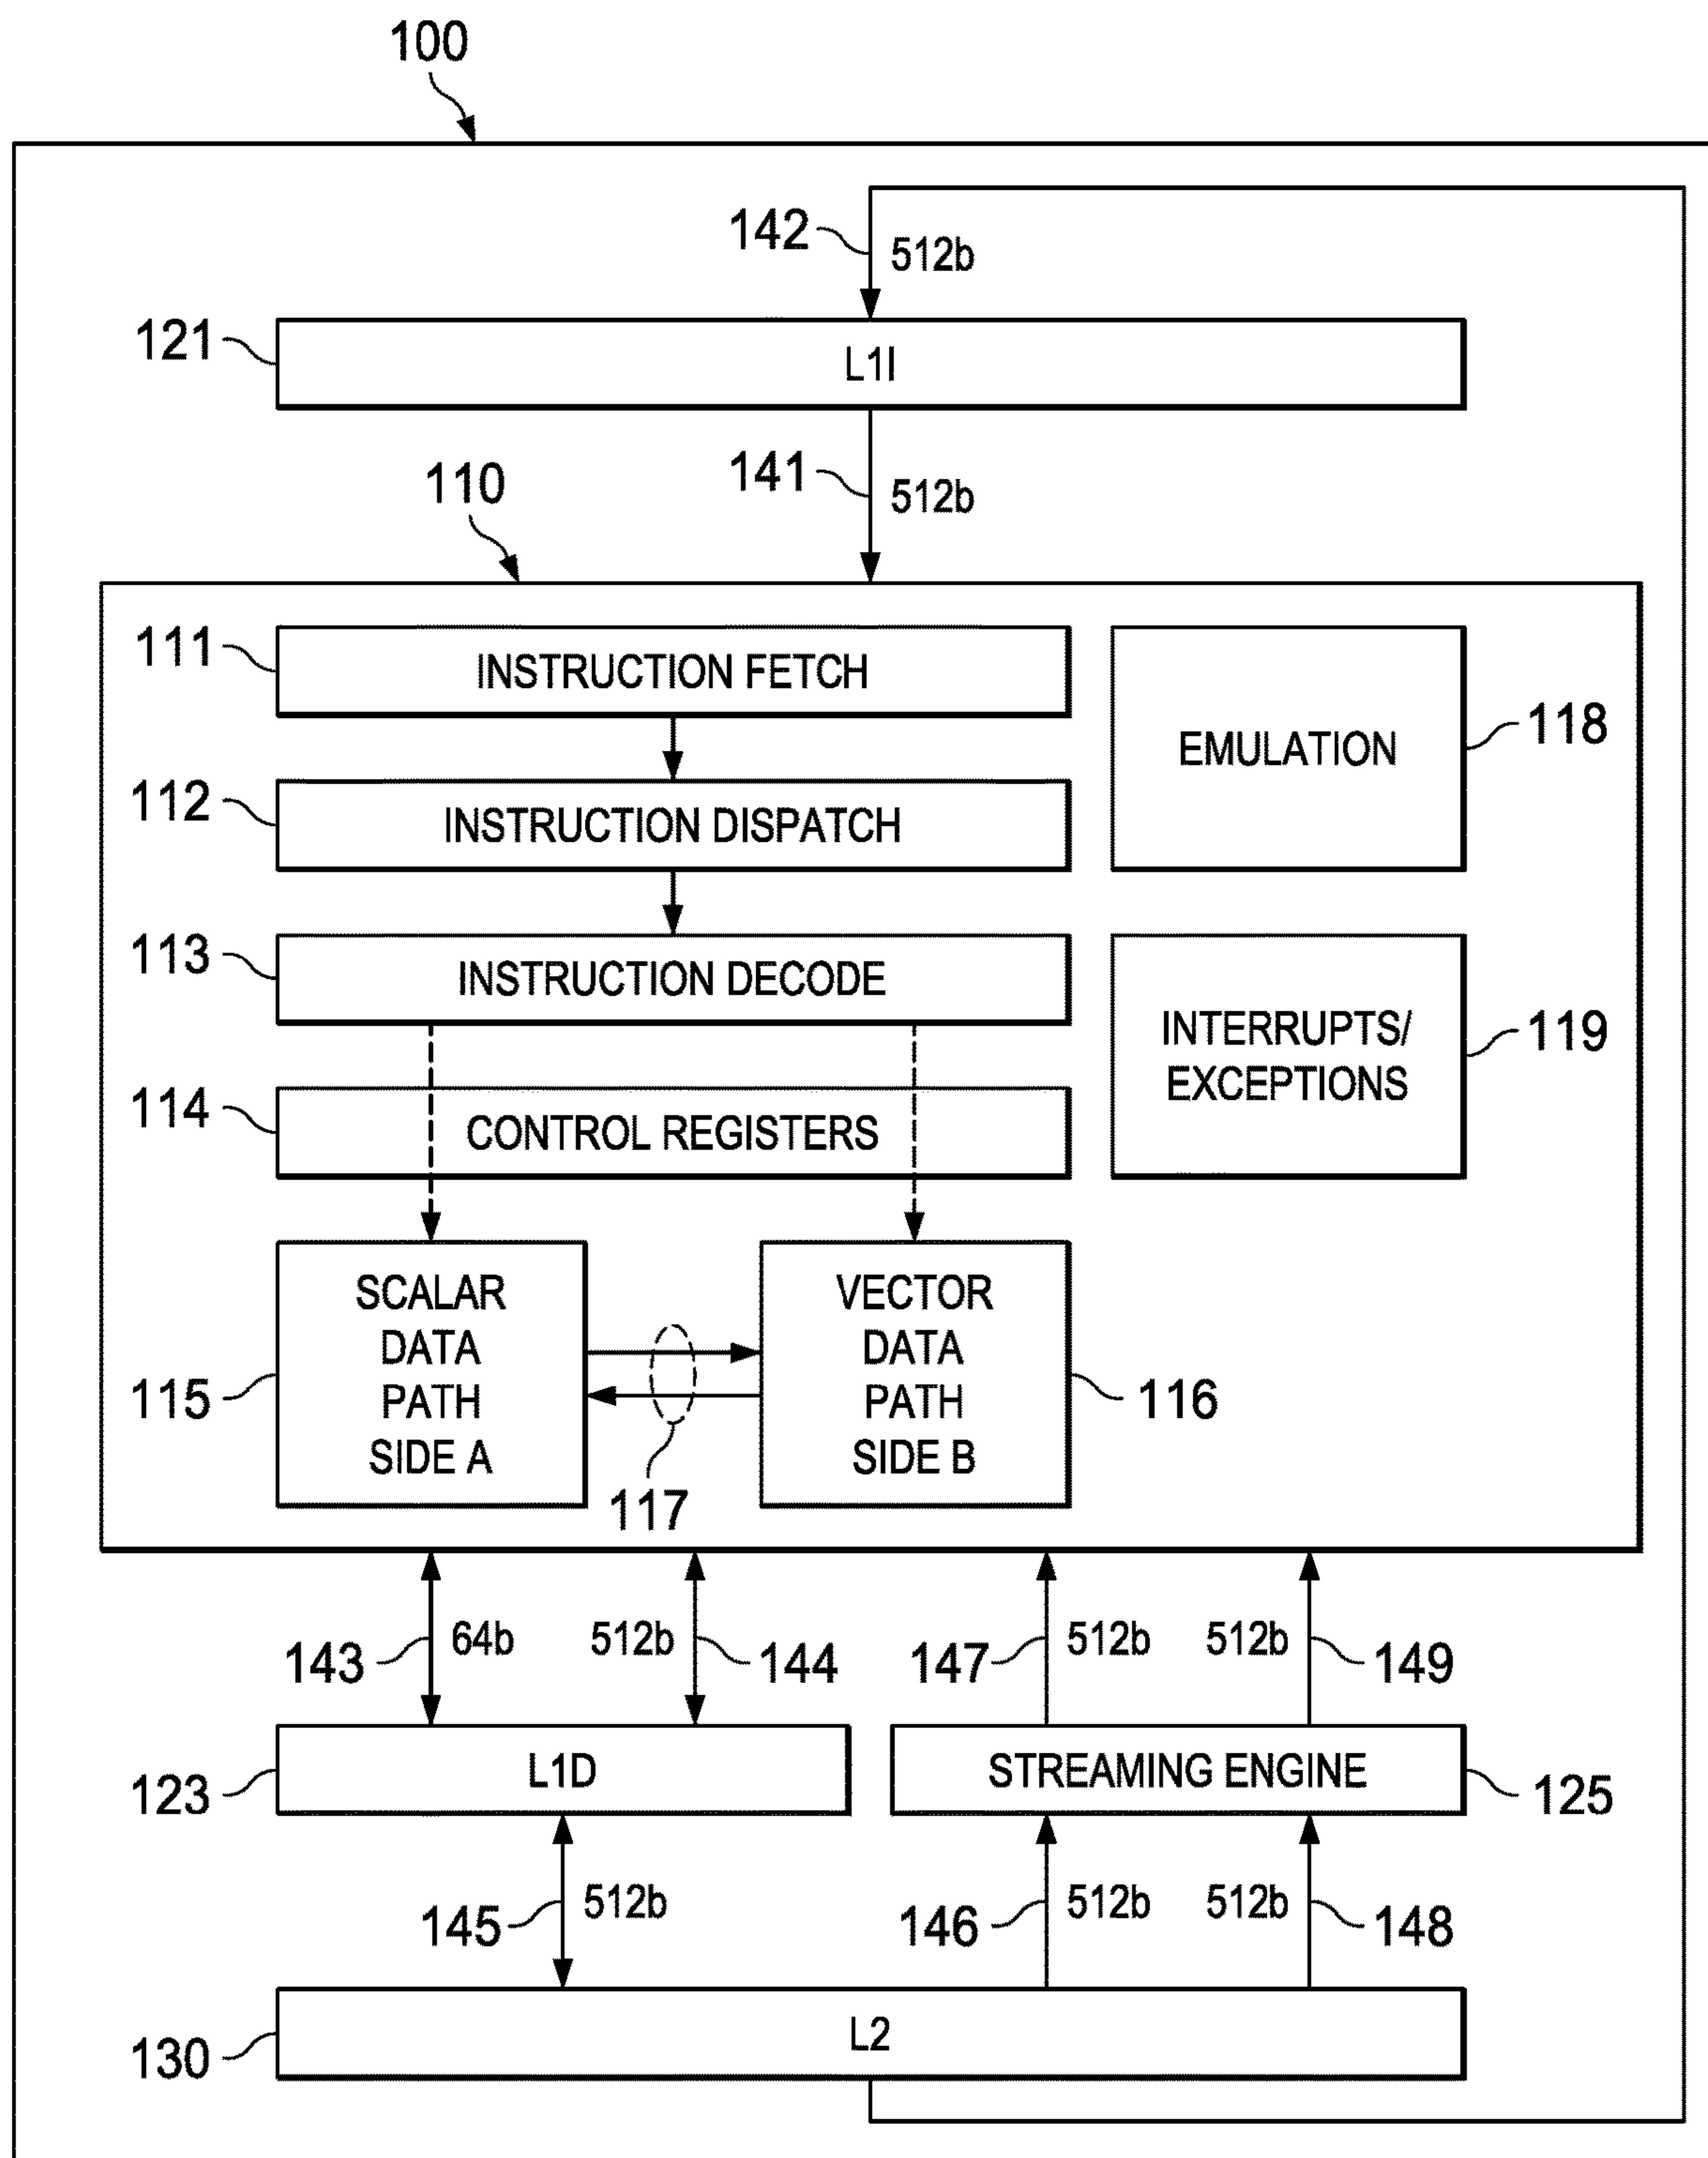 100
142
512b
121
L1I
141
512b
110
111
INSTRUCTION FETCH
EMULATION
118
112
INSTRUCTION DISPATCH
113
INSTRUCTION DECODE
INTERRUPTS/
EXCEPTIONS
119
114
CONTROL REGISTERS
115
SCALAR
DATA
PATH
SIDE A
117
VECTOR
DATA
PATH
SIDE B
116
143
64b
512b
144
147
512b
512b
149
123
L1D
STREAMING ENGINE
125
145
512b
146
512b
512b
148
130
L2